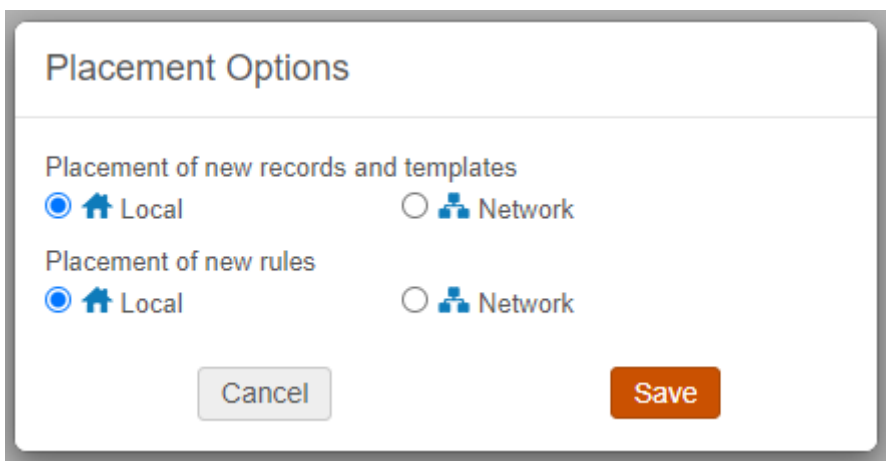 Placement Options
Placement of new records and templates
Local Network
Placement of new rules
Local Network
Cancel Save